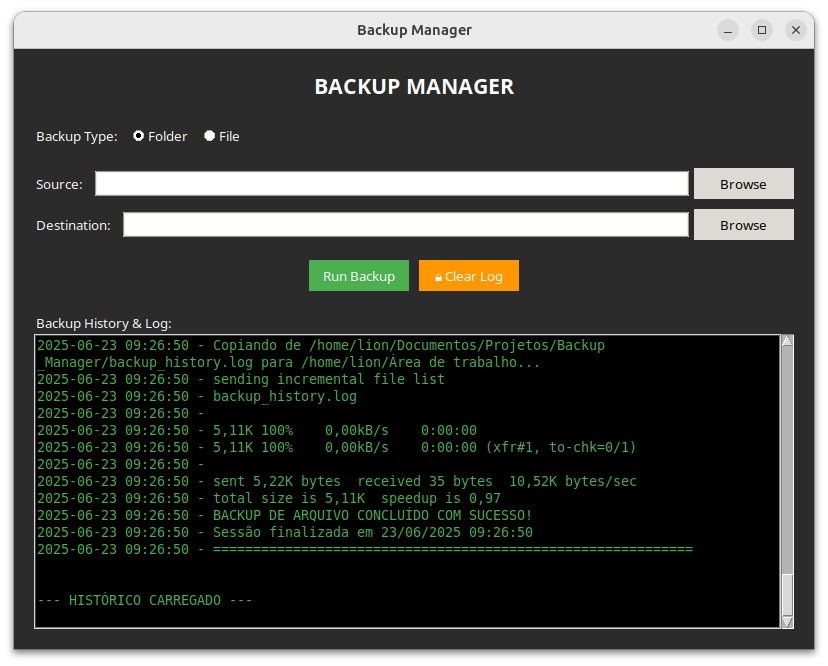 Backup Manager
BACKUP MANAGER
Backup Type: Folder File
Source: Browse
Destination: Browse
Run Backup Clear Log
Backup History & Log:
2025-06-23 09:26:50 - Copiando de /home/lion/Documentos/Projetos/Backup
_Manager/backup_history.log para /home/lion/Área de trabalho...
2025-06-23 09:26:50 - sending incremental file list
2025-06-23 09:26:50 - backup_history.log
2025-06-23 09:26:50 -
2025-06-23 09:26:50 - 5,11K 100%    0,00kB/s    0:00:00
2025-06-23 09:26:50 - 5,11K 100%    0,00kB/s    0:00:00 (xfr#1, to-chk=0/1)
2025-06-23 09:26:50 -
2025-06-23 09:26:50 - sent 5,22K bytes  received 35 bytes  10,52K bytes/sec
2025-06-23 09:26:50 - total size is 5,11K  speedup is 0,97
2025-06-23 09:26:50 - BACKUP DE ARQUIVO CONCLUÍDO COM SUCESSO!
2025-06-23 09:26:50 - Sessão finalizada em 23/06/2025 09:26:50
2025-06-23 09:26:50 - ============================================================
--- HISTÓRICO CARREGADO ---